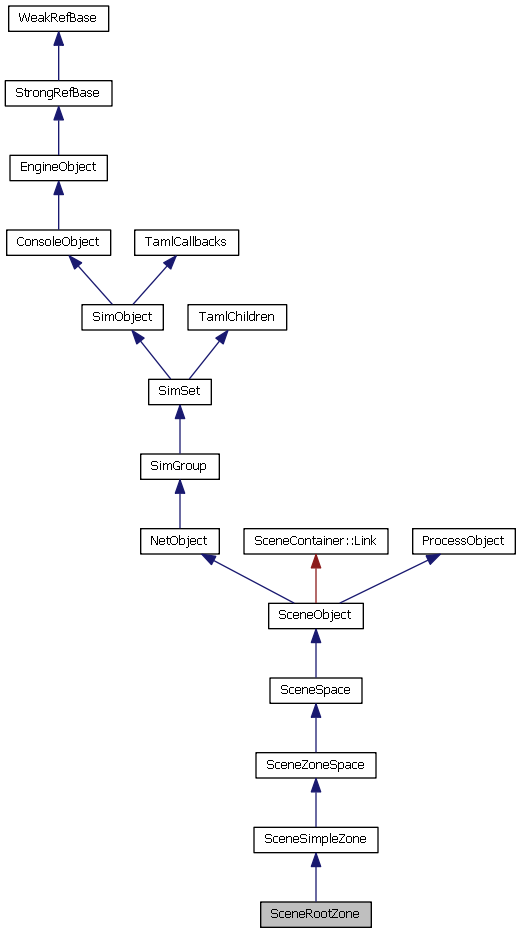 WeakRefBase
StrongRefBase
EngineObject
ConsoleObject
TamlCallbacks
SimObject
TamlChildren
SimSet
SimGroup
NetObject
SceneContainer::Link
ProcessObject
SceneObject
SceneSpace
SceneZoneSpace
SceneSimpleZone
SceneRootZone